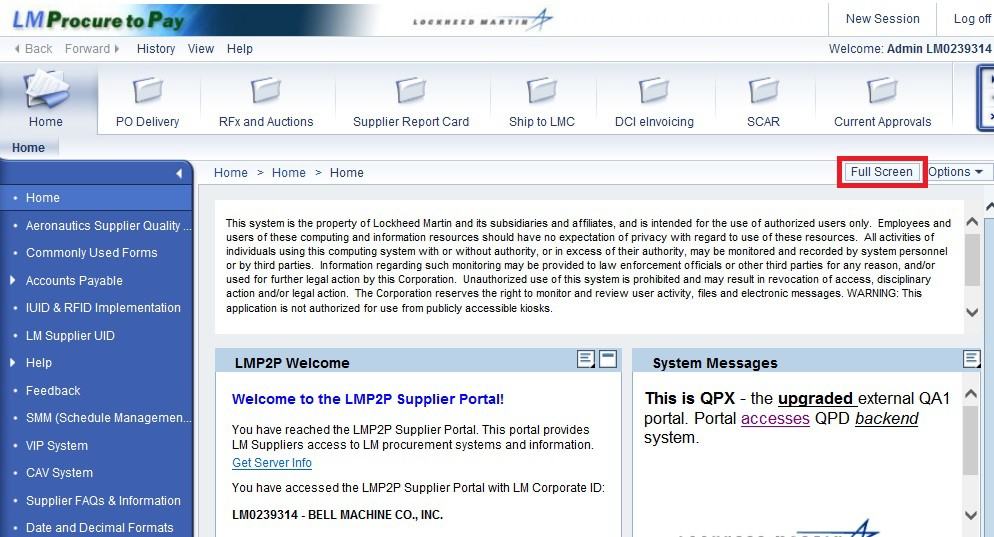 LM Procure to Pay
LOCKHEED MARTIN
New Session
Log off
Back Forward History View Help
Welcome: Admin LM0239314
Home
PO Delivery
RFx and Auctions
Supplier Report Card
Ship to LMC
DCI eInvoicing
SCAR
Current Approvals
Home
Home > Home > Home
Full Screen
Options
Home
Aeronautics Supplier Quality ...
Commonly Used Forms
Accounts Payable
IUID & RFID Implementation
LM Supplier UID
Help
Feedback
SMM (Schedule Managemen...
VIP System
CAV System
Supplier FAQs & Information
Date and Decimal Formats
This system is the property of Lockheed Martin and its subsidiaries and affiliates, and is intended for the use of authorized users only. Employees and
users of these computing and information resources should have no expectation of privacy with regard to use of these resources. All activities of
individuals using this computing system with or without authority, or in excess of their authority, may be monitored and recorded by system personnel
or by third parties. Information regarding such monitoring may be provided to law enforcement officials or other third parties for any reason, and/or
used for further legal action by this Corporation. Unauthorized use of this system is prohibited and may result in revocation of access, disciplinary
action and/or legal action. The Corporation reserves the right to monitor and review user activity, files and electronic messages. WARNING: This
application is not authorized for use from publicly accessible kiosks.
LMP2P Welcome
Welcome to the LMP2P Supplier Portal!
You have reached the LMP2P Supplier Portal. This portal provides
LM Suppliers access to LM procurement systems and information.
Get Server Info
You have accessed the LMP2P Supplier Portal with LM Corporate ID:
LM0239314 - BELL MACHINE CO., INC.
System Messages
This is QPX - the upgraded external QA1
portal. Portal accesses QPD backend
system.